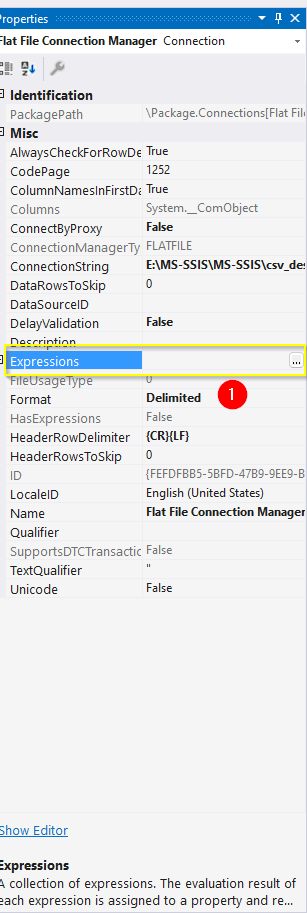 Properties
Flat File Connection Manager Connection
Identification
PackagePath \Package.Connections[Flat Fil
Misc
AlwaysCheckForRowDe True
CodePage 1252
ColumnNamesInFirstDa True
Columns System.__ComObject
ConnectByProxy False
ConnectionManagerTy FLATFILE
ConnectionString E:\MS-SSIS\MS-SSIS\csv_des
DataRowsToSkip 0
DataSourceID
DelayValidation False
Description
Expressions ...
FileUsageType 0
Format Delimited 1
HasExpressions False
HeaderRowDelimiter {CR}{LF}
HeaderRowsToSkip 0
ID {FEFDFBB5-5BFD-47B9-9EE9-B
LocaleID English (United States)
Name Flat File Connection Manager
Qualifier
SupportsDTCTransactio False
TextQualifier "
Unicode False
Show Editor
Expressions
A collection of expressions. The evaluation result of
each expression is assigned to a property and re...